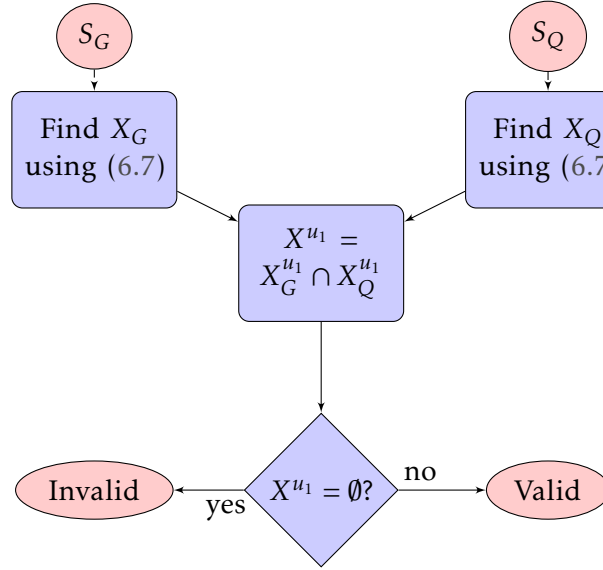 S_G
S_Q
Find X_G
using (6.7)
Find X_Q
using (6.7
X^{u_1} =
X_G^{u_1} ∩ X_Q^{u_1}
X^{u_1} = ∅?
yes
no
Invalid
Valid